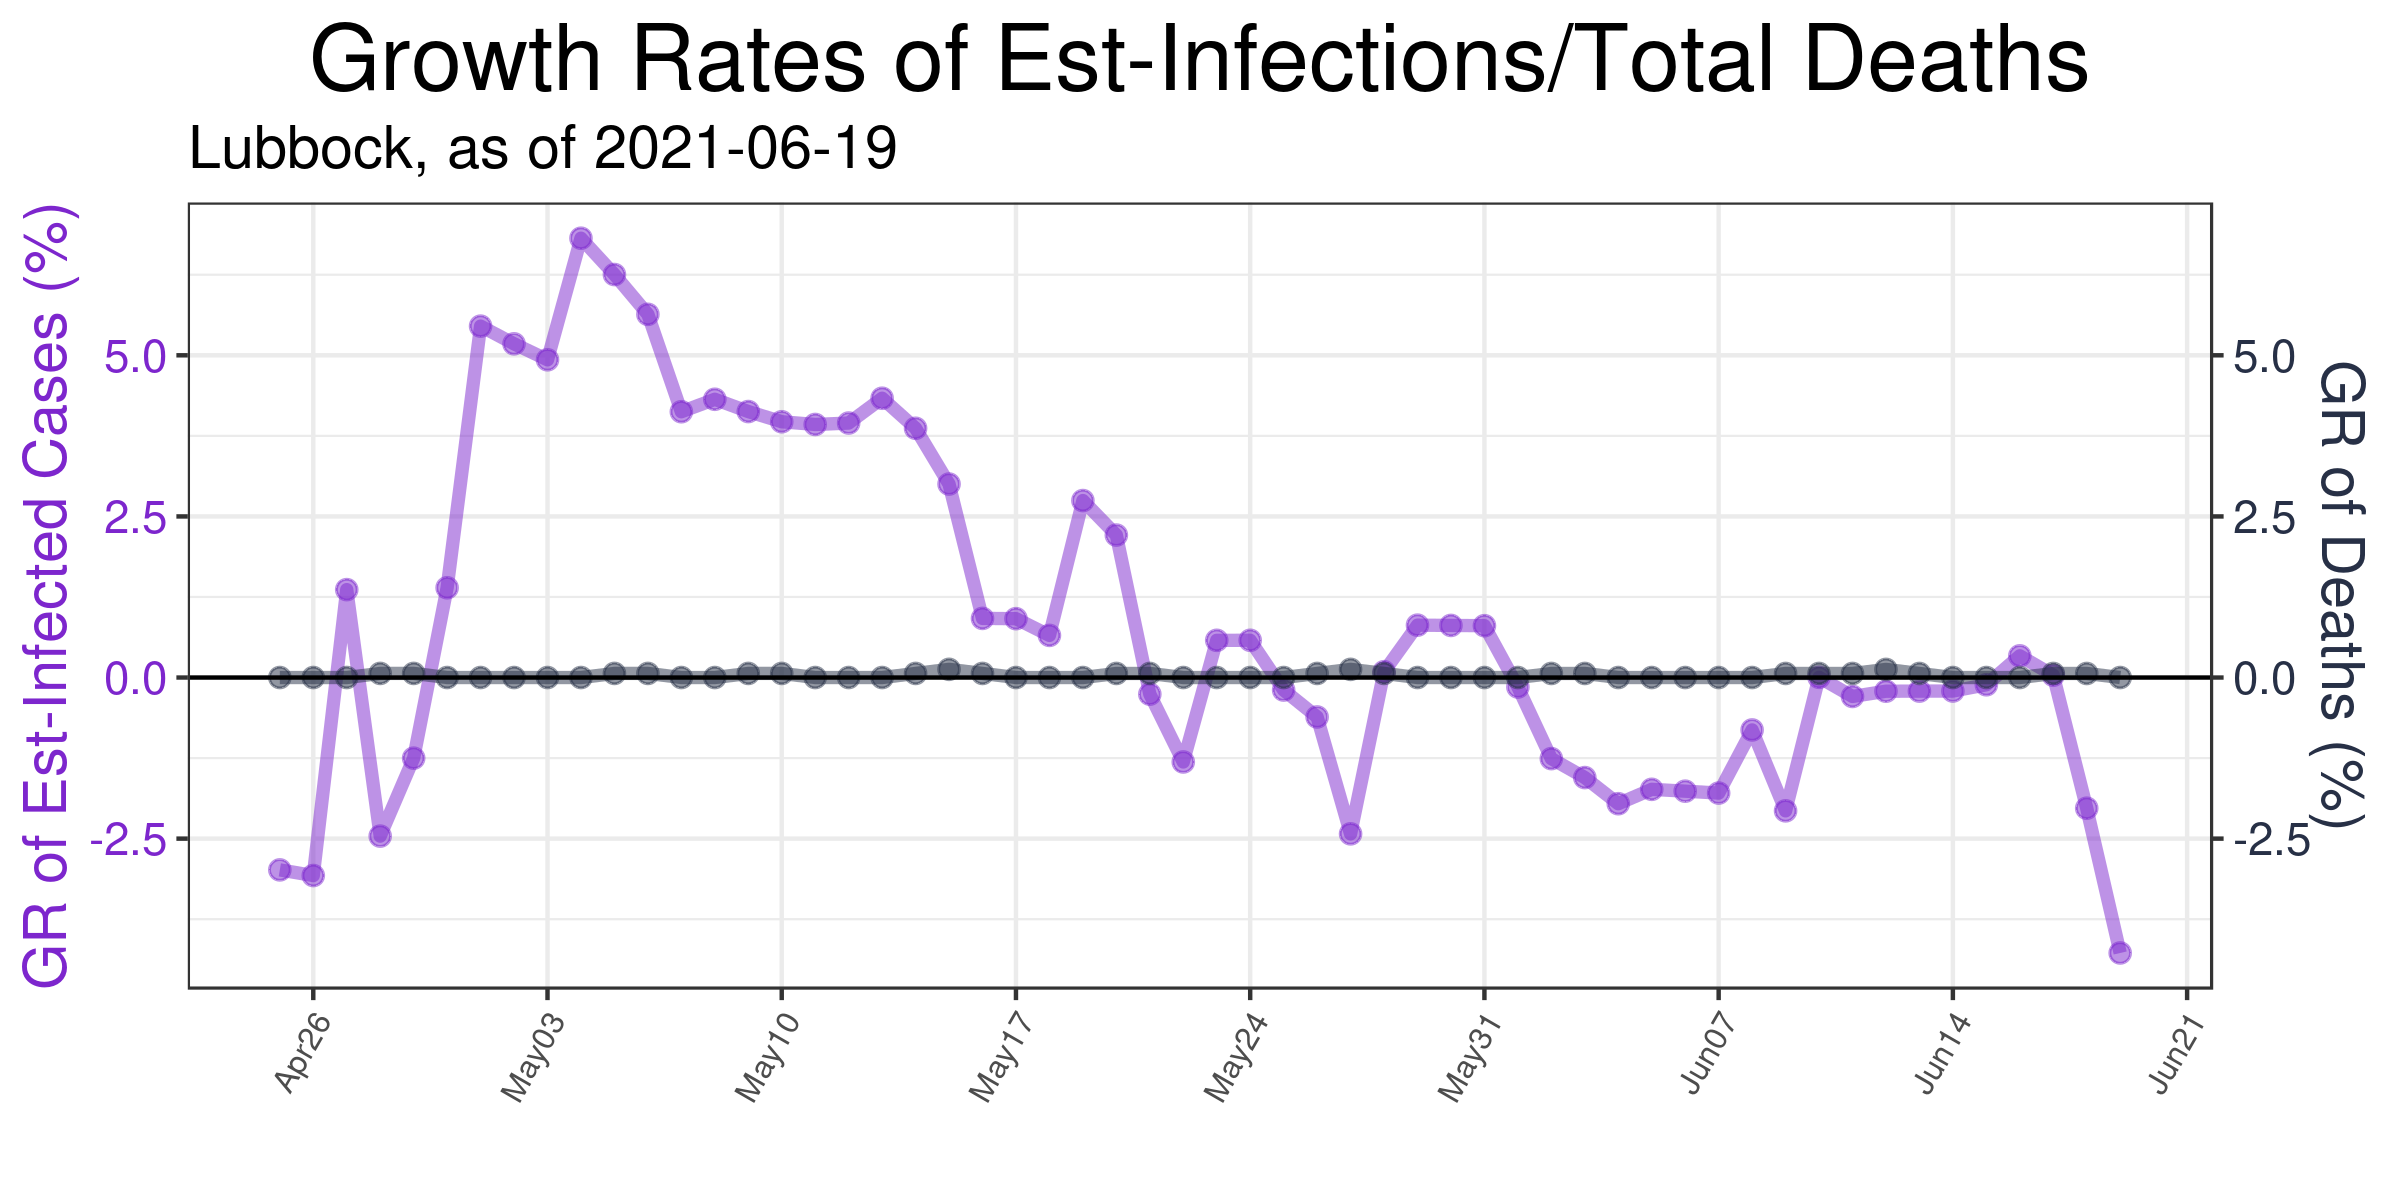 Growth Rates of Est-Infections/Total Deaths
Lubbock, as of 2021-06-19
GR of Est-Infected Cases (%)
5.0
2.5
0.0
-2.5
5.0
2.5
0.0
-2.5
GR of Deaths (%)
Apr26
May03
May10
May17
May24
May31
Jun07
Jun14
Jun21